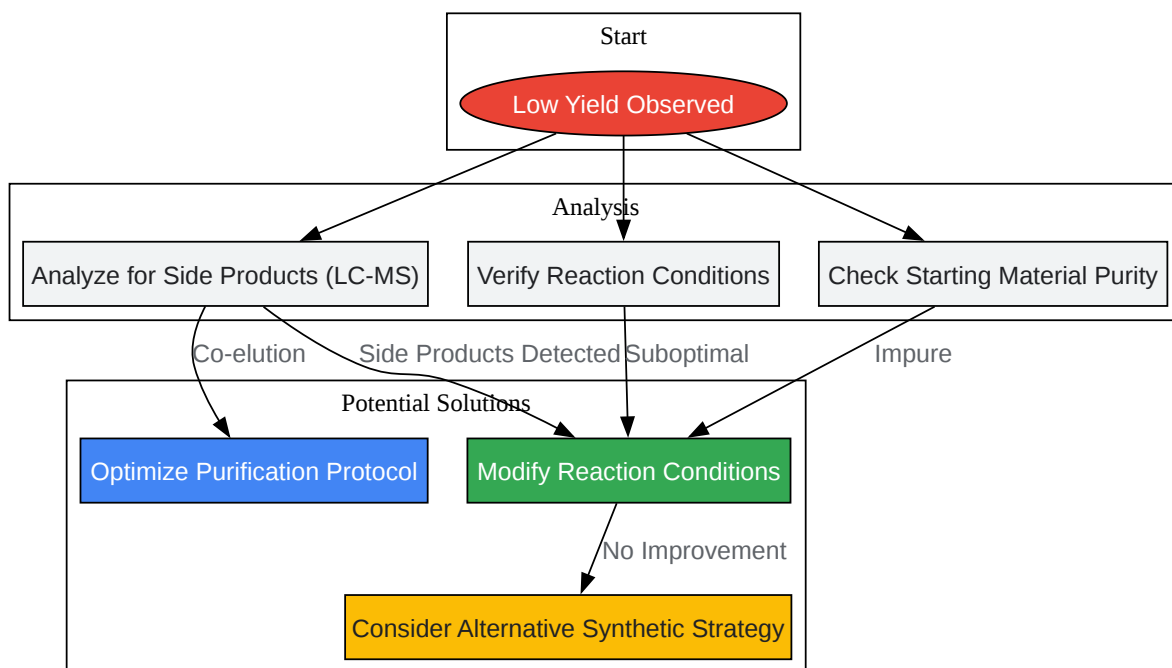 Start
Low Yield Observed
Analysis
Analyze for Side Products (LC-MS)
Verify Reaction Conditions
Check Starting Material Purity
Co-elution
Side Products Detected
Suboptimal
Impure
Potential Solutions
Optimize Purification Protocol
Modify Reaction Conditions
No Improvement
Consider Alternative Synthetic Strategy